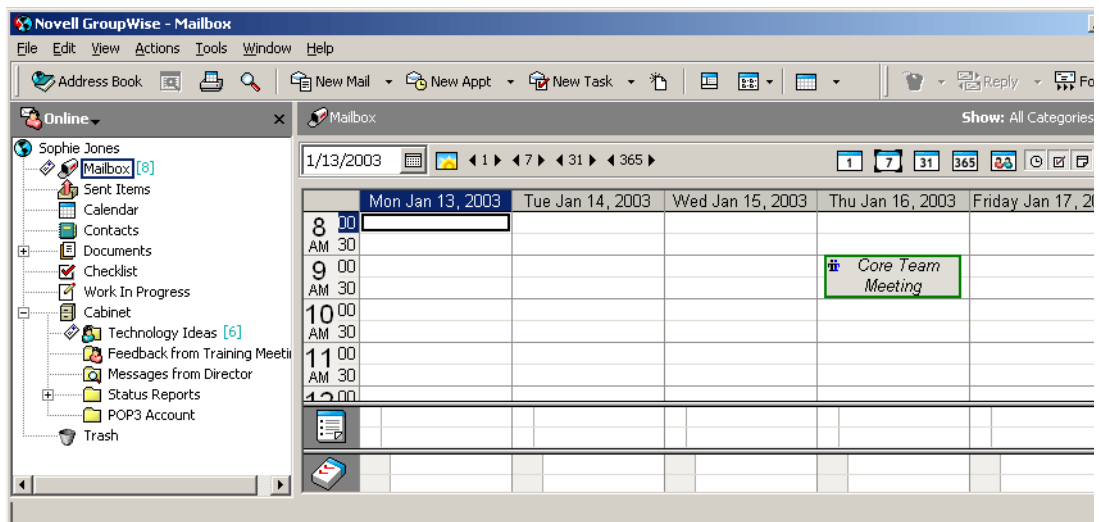 Novell GroupWise - Mailbox
File Edit View Actions Tools Window Help
Address Book New Mail New Appt New Task Reply Fo
Online × Mailbox Show: All Categories
Sophie Jones
Mailbox [8]
Sent Items
Calendar
Contacts
Documents
Checklist
Work In Progress
Cabinet
Technology Ideas [6]
Feedback from Training Meeti
Messages from Director
Status Reports
POP3 Account
Trash
1/13/2003 1 7 31 365 1 7 31 365
Mon Jan 13, 2003 Tue Jan 14, 2003 Wed Jan 15, 2003 Thu Jan 16, 2003 Friday Jan 17, 20
8 00
AM 30
9 00
AM 30
10 00
AM 30
11 00
AM 30
12 00
Core Team
Meeting